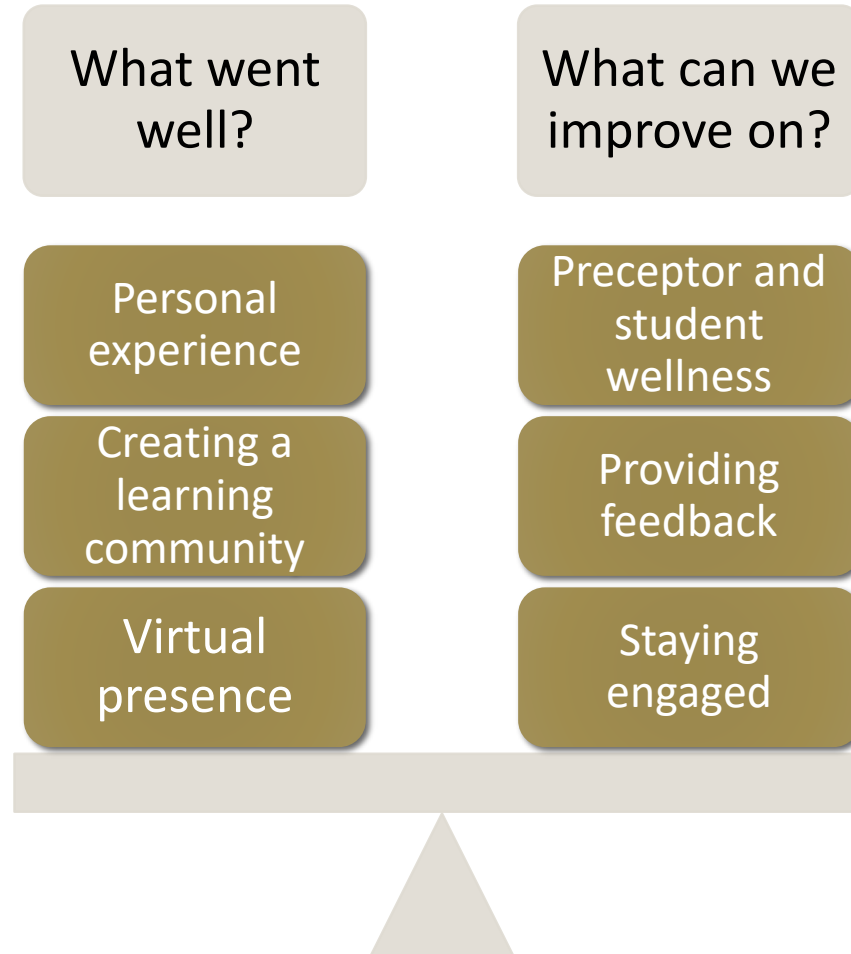 What went
well?
Personal
experience
Creating a
learning
community
Virtual
presence
What can we
improve on?
Preceptor and
student
wellness
Providing
feedback
Staying
engaged